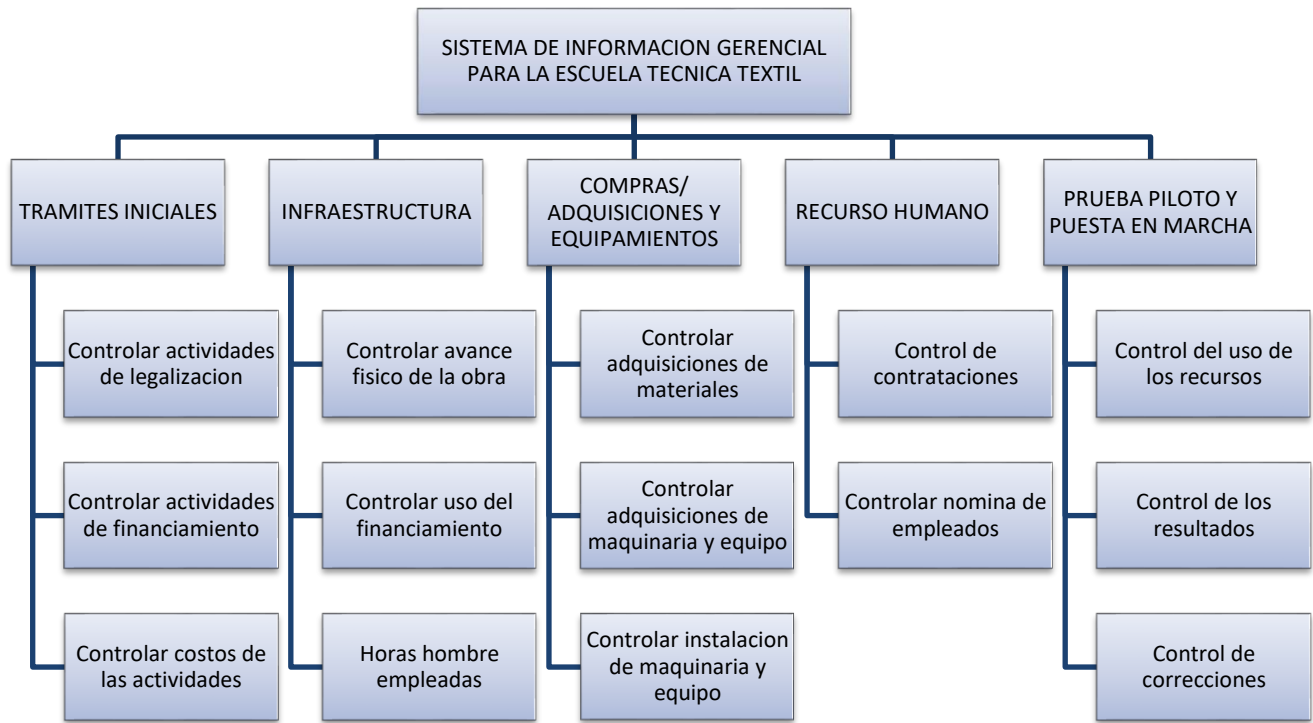 SISTEMA DE INFORMACION GERENCIAL
PARA LA ESCUELA TECNICA TEXTIL
TRAMITES INICIALES
Controlar actividades
de legalizacion
Controlar actividades
de financiamiento
Controlar costos de
las actividades
INFRAESTRUCTURA
Controlar avance
fisico de la obra
Controlar uso del
financiamiento
Horas hombre
empleadas
COMPRAS/
ADQUISICIONES Y
EQUIPAMIENTOS
Controlar
adquisiciones de
materiales
Controlar
adquisiciones de
maquinaria y equipo
Controlar instalacion
de maquinaria y
equipo
RECURSO HUMANO
Control de
contrataciones
Controlar nomina de
empleados
PRUEBA PILOTO Y
PUESTA EN MARCHA
Control del uso de
los recursos
Control de los
resultados
Control de
correcciones